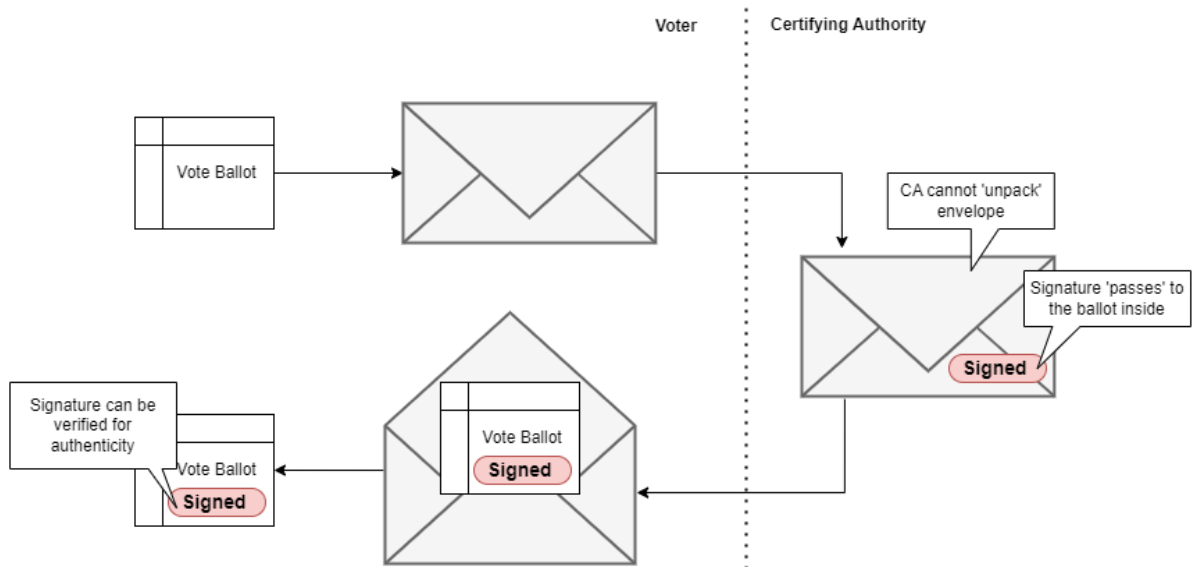 Voter
Certifying Authority
Vote Ballot
CA cannot 'unpack'
envelope
Signature 'passes' to
the ballot inside
Signed
Vote Ballot
Signed
Signature can be
verified for
authenticity
Vote Ballot
Signed